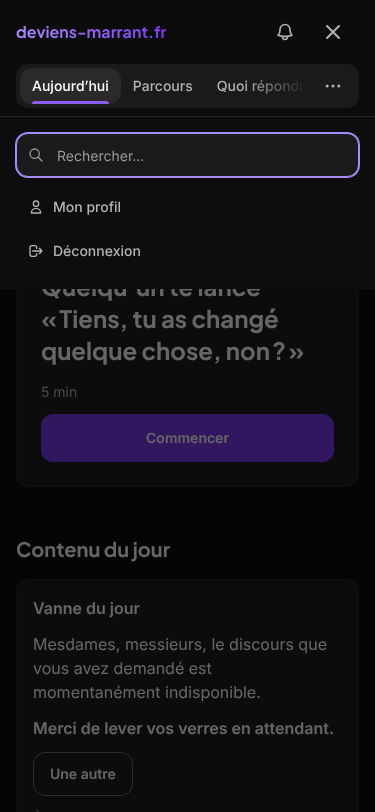 deviens-marrant.fr
Aujourd’hui Parcours Quoi répondr
Rechercher...
Mon profil
Déconnexion
Quelqu’un te lance
« Tiens, tu as changé
quelque chose, non ? »
5 min
Commencer
Contenu du jour
Vanne du jour
Mesdames, messieurs, le discours que
vous avez demandé est
momentanément indisponible.
Merci de lever vos verres en attendant.
Une autre